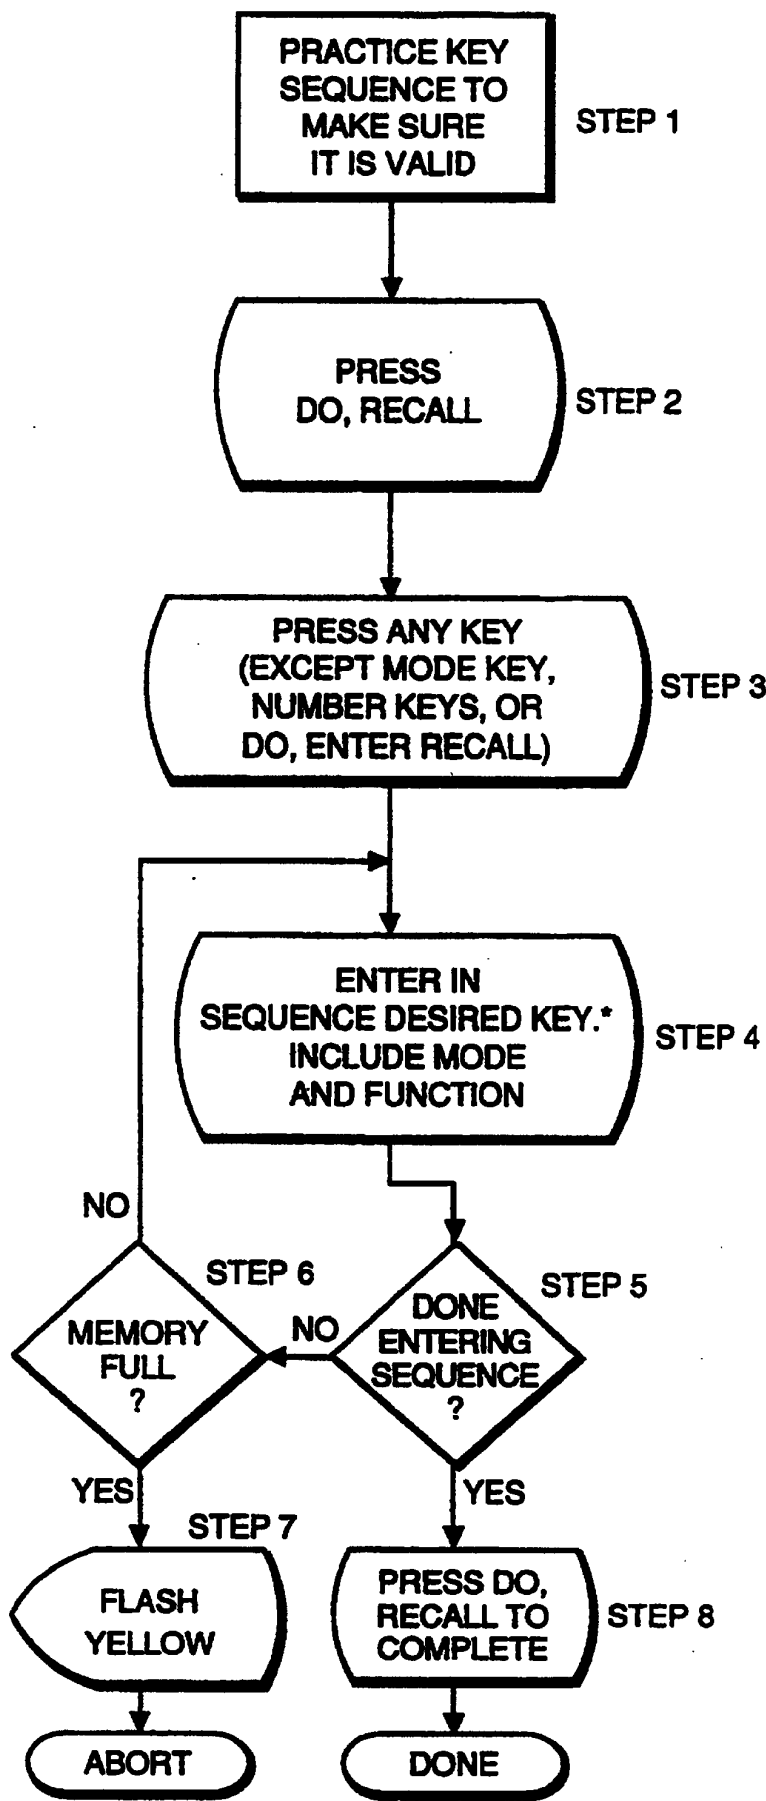 PRACTICE KEY
SEQUENCE TO
MAKE SURE
IT IS VALID
STEP 1
PRESS
DO, RECALL
STEP 2
PRESS ANY KEY
(EXCEPT MODE KEY,
NUMBER KEYS, OR
DO, ENTER RECALL)
STEP 3
ENTER IN
SEQUENCE DESIRED KEY.*
INCLUDE MODE
AND FUNCTION
STEP 4
NO
STEP 6
MEMORY
FULL
?
NO
STEP 5
DONE
ENTERING
SEQUENCE
?
YES
YES
STEP 7
FLASH
YELLOW
PRESS DO,
RECALL TO
COMPLETE
STEP 8
ABORT
DONE